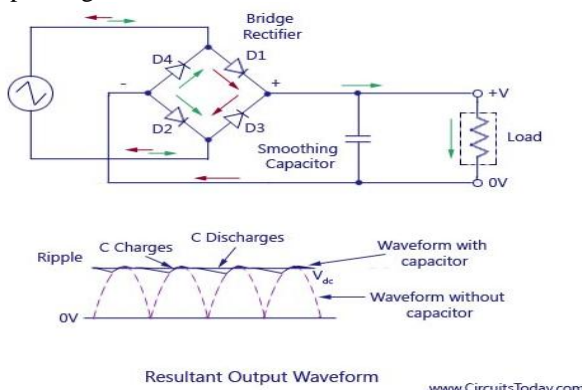 Bridge
Rectifier
D4
D1
-
+
D2
D3
+V
Load
Smoothing
Capacitor
0V
Ripple
C Charges
C Discharges
Waveform with
capacitor
Vdc
Waveform without
capacitor
0V
Resultant Output Waveform
www.CircuitsToday.com